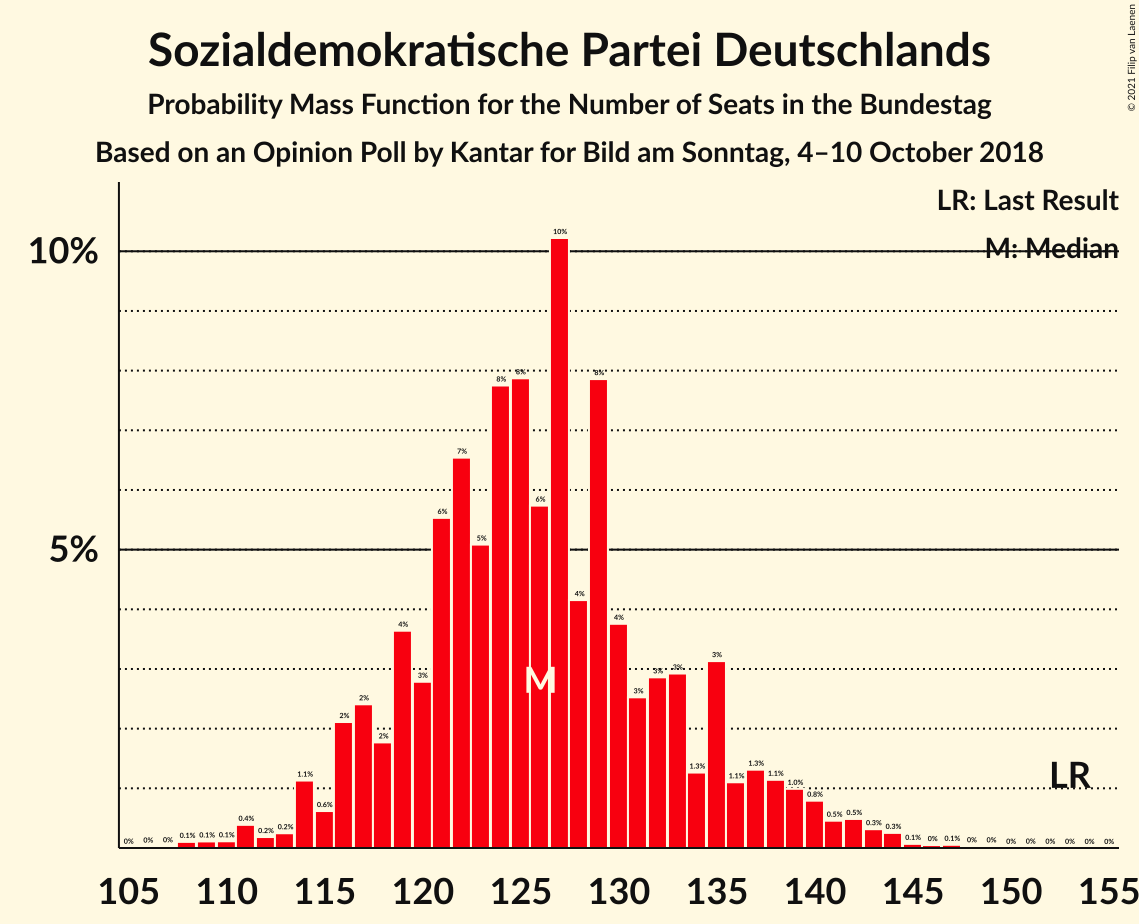 Sozialdemokratische Partei Deutschlands
Probability Mass Function for the Number of Seats in the Bundestag
Based on an Opinion Poll by Kantar for Bild am Sonntag, 4–10 October 2018
© 2021 Filip van Laenen
LR: Last Result
M: Median
10%
5%
0% 0% 0% 0.1% 0.1% 0.1% 0.4% 0.2% 0.2% 1.1% 0.6% 2% 2% 2% 4% 3% 6% 7% 5% 8% 8% 6% 10% 4% 8% 4% 3% 3% 3% 1.3% 3% 1.1% 1.3% 1.1% 1.0% 0.8% 0.5% 0.5% 0.3% 0.3% 0.1% 0% 0.1% 0% 0% 0% 0% 0% 0% 0% 0%
M
LR
105 110 115 120 125 130 135 140 145 150 155